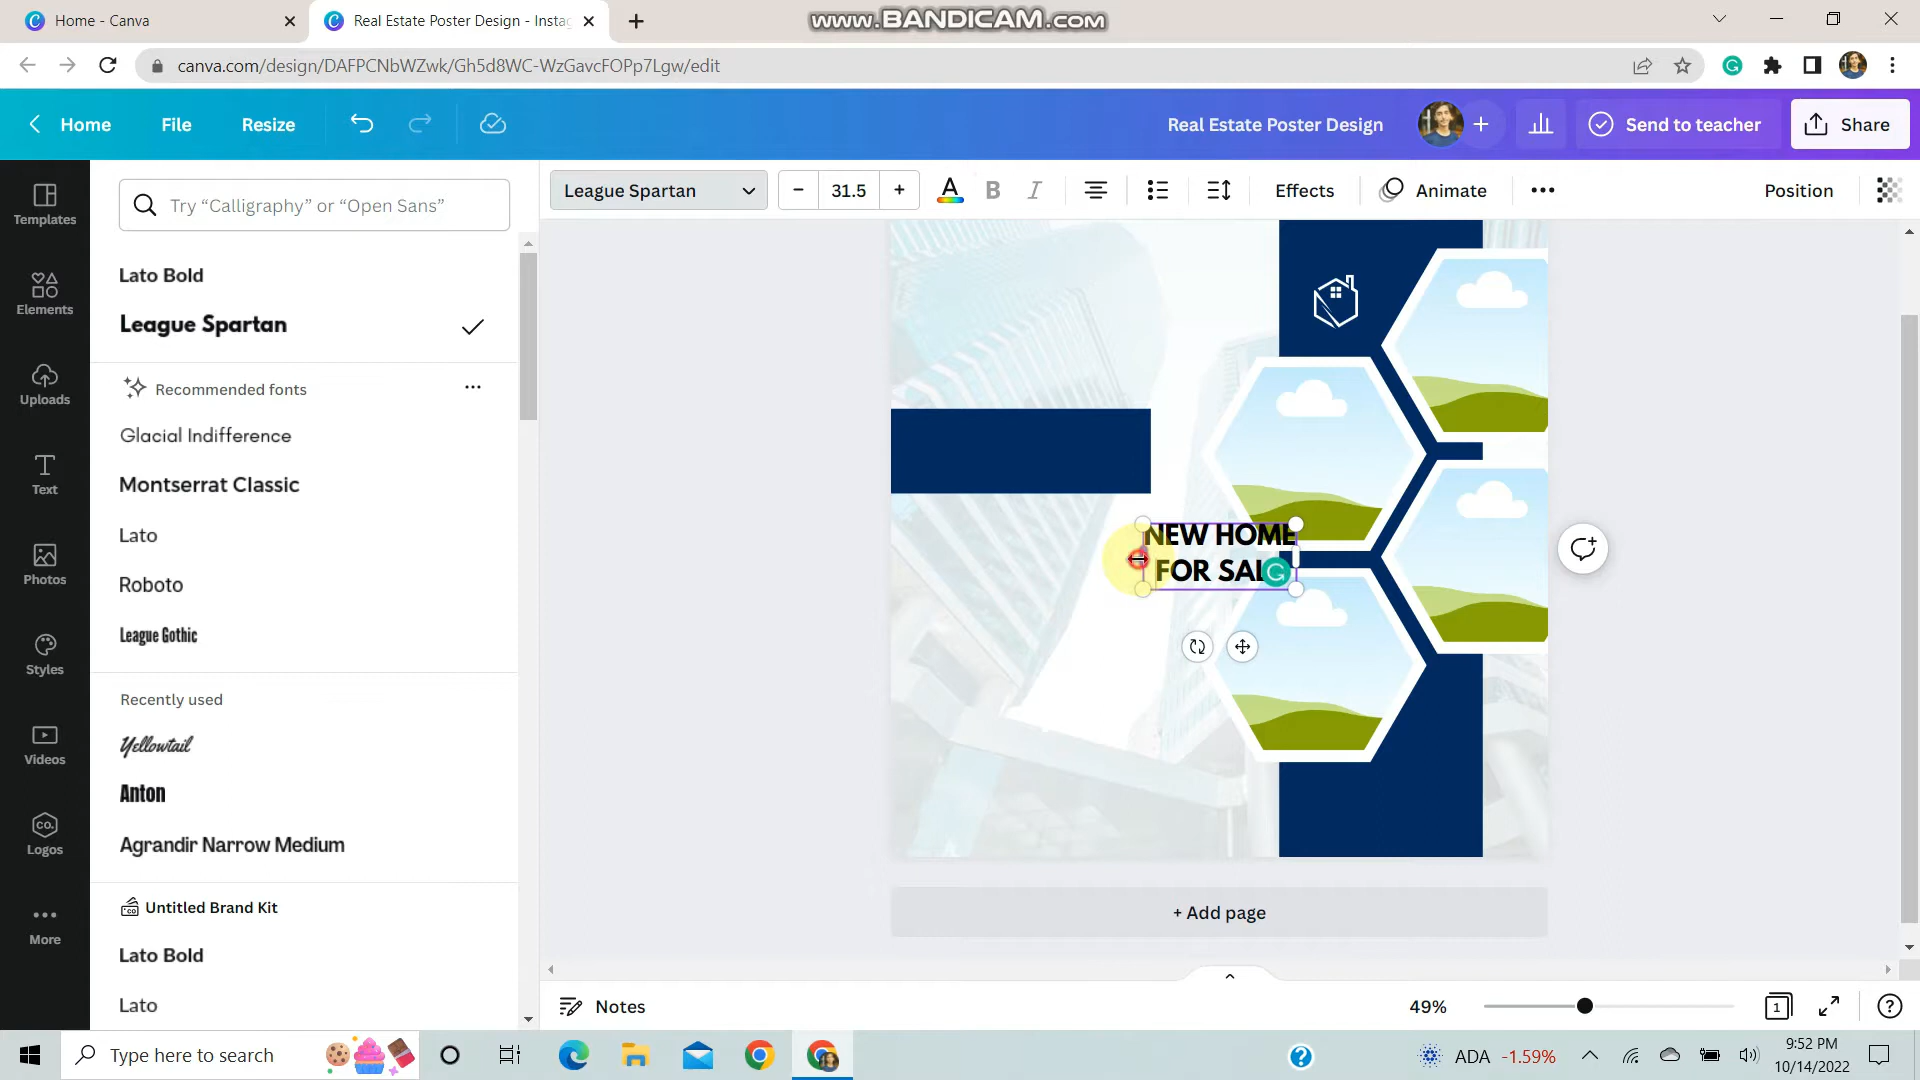 Home - Canva
Real Estate Poster Design - Insta
www.BANDICAM.com
canva.com/design/DAFPCNbWZwk/Gh5d8WC-WzGavcFOPp7Lgw/edit
Home
File
Resize
Real Estate Poster Design
Send to teacher
Share
Templates
Elements
Uploads
Text
Photos
Styles
Videos
CO.
Logos
More
Try “Calligraphy” or “Open Sans”
Lato Bold
League Spartan
Recommended fonts
Glacial Indifference
Montserrat Classic
Lato
Roboto
League Gothic
Recently used
Yellowtail
Anton
Agrandir Narrow Medium
Untitled Brand Kit
Lato Bold
Lato
League Spartan
31.5
A
B
I
Effects
Animate
Position
NEW HOME
FOR SALE
+ Add page
Notes
49%
1
Type here to search
ADA -1.59%
9:52 PM
10/14/2022